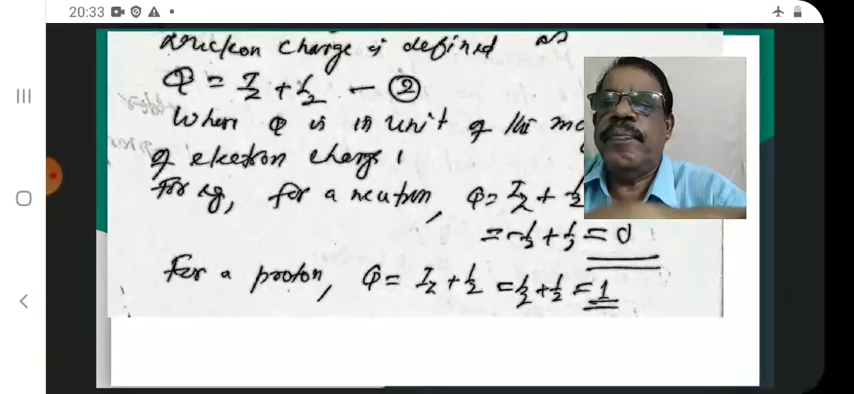 20:33
Nucleon charge is defined as
Q = I_z + 1/2 — ②
Where Q is in unit of the
of electron charge
For eg, for a neutron, Q = I_z +
= -1/2 + 1/2 = 0
For a proton, Q = I_z + 1/2 = 1/2 + 1/2 = 1